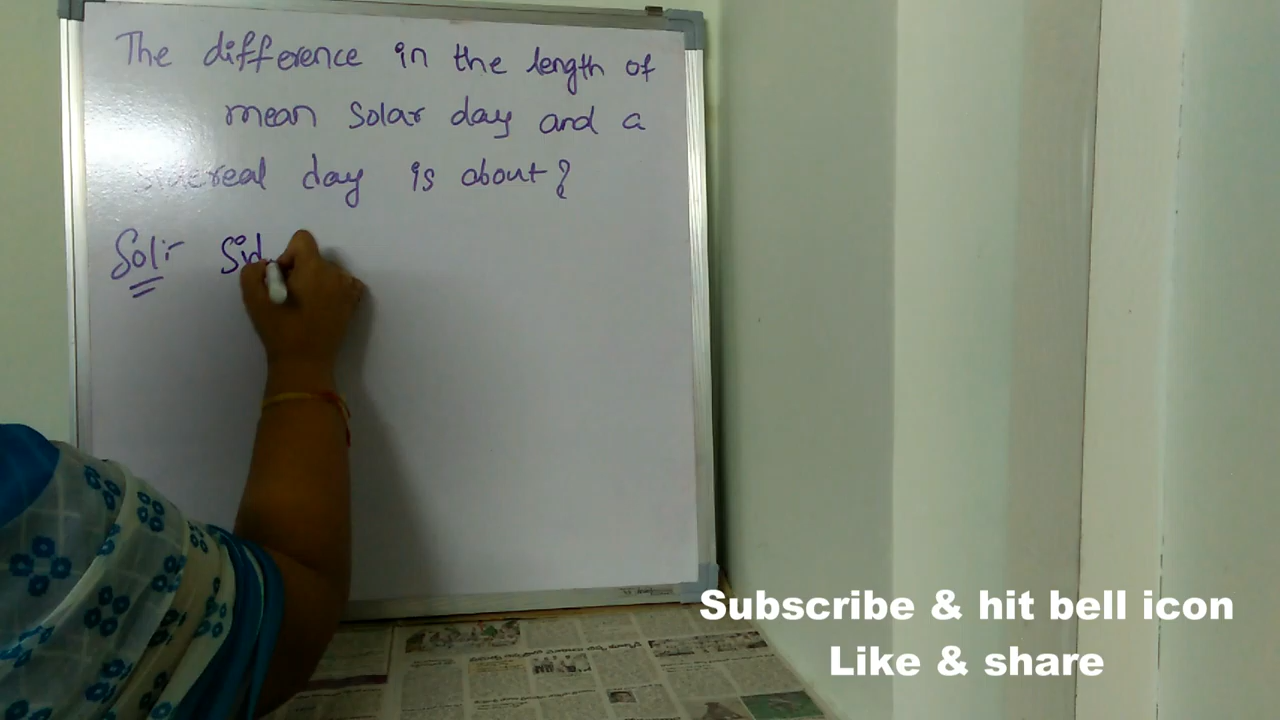 The difference in the length of
mean solar day and a
sidereal day is about?
Sol:- Sid
Subscribe & hit bell icon
Like & share